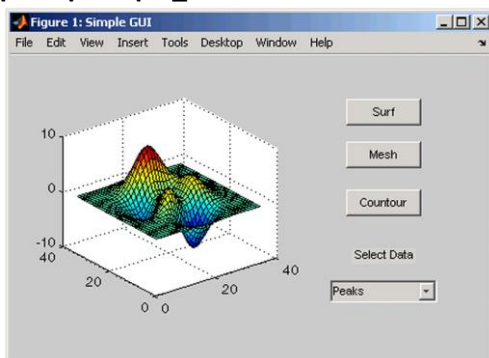 Figure 1: Simple GUI
File Edit View Insert Tools Desktop Window Help
Surf
Mesh
Countour
Select Data
Peaks
10
0
-10
40
20
0
0
20
40